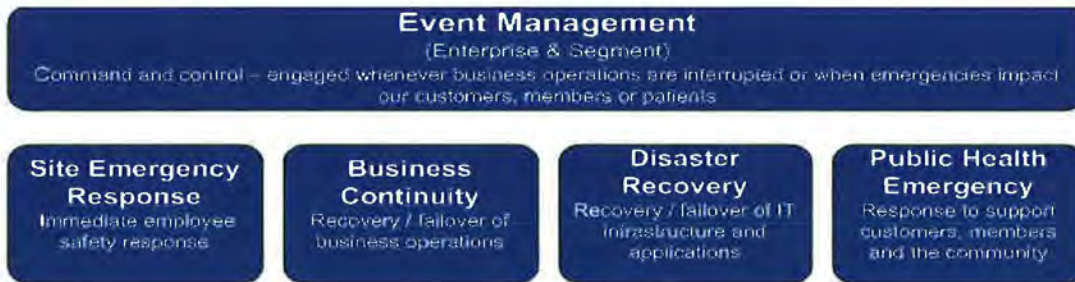 Event Management
(Enterprise & Segment)
Command and control – engaged whenever business operations are interrupted or when emergencies impact
our customers, members or patients
Site Emergency
Response
Immediate employee
safety response
Business
Continuity
Recovery / failover of
business operations
Disaster
Recovery
Recovery / failover of IT
infrastructure and
applications
Public Health
Emergency
Response to support
customers, members
and the community